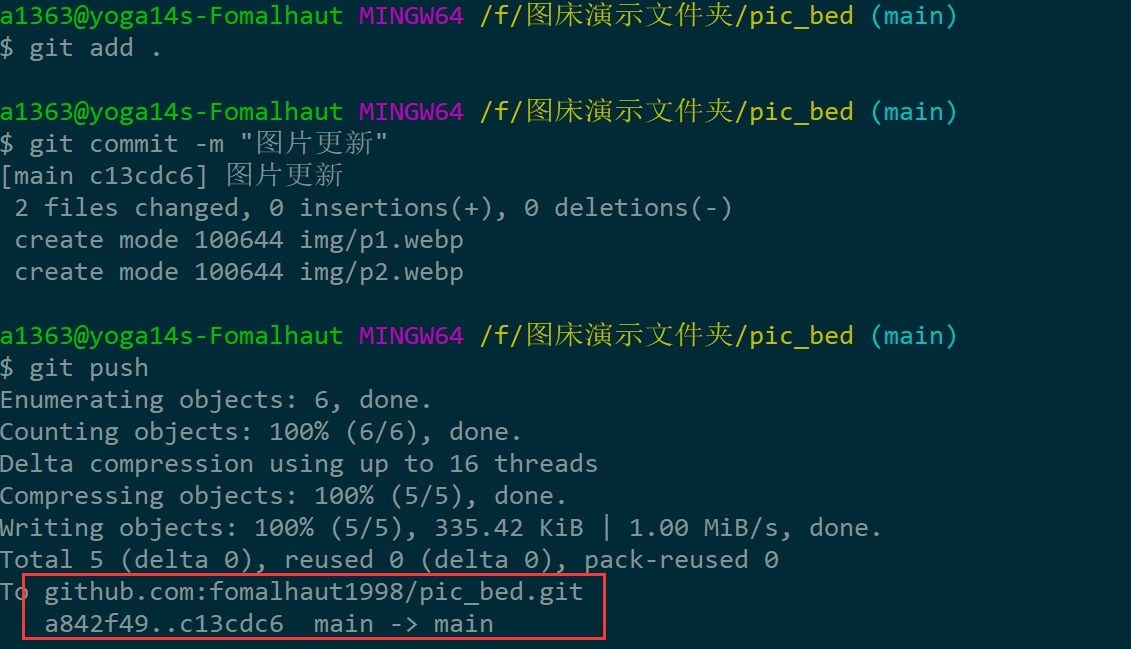 a1363@yoga14s-Fomalhaut MINGW64 /f/图床演示文件夹/pic_bed (main)
$ git add .
a1363@yoga14s-Fomalhaut MINGW64 /f/图床演示文件夹/pic_bed (main)
$ git commit -m "图片更新"
[main c13cdc6] 图片更新
 2 files changed, 0 insertions(+), 0 deletions(-)
 create mode 100644 img/p1.webp
 create mode 100644 img/p2.webp
a1363@yoga14s-Fomalhaut MINGW64 /f/图床演示文件夹/pic_bed (main)
$ git push
Enumerating objects: 6, done.
Counting objects: 100% (6/6), done.
Delta compression using up to 16 threads
Compressing objects: 100% (5/5), done.
Writing objects: 100% (5/5), 335.42 KiB | 1.00 MiB/s, done.
Total 5 (delta 0), reused 0 (delta 0), pack-reused 0
To github.com:fomalhaut1998/pic_bed.git
   a842f49..c13cdc6  main -> main